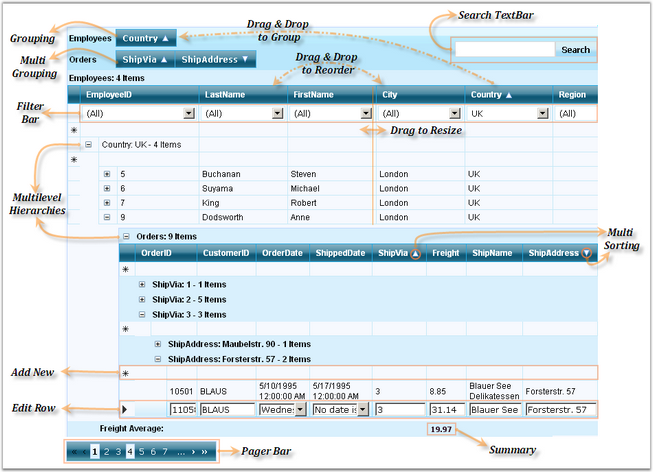 Search TextBar
Grouping
Employees Country ▲
Drag & Drop
to Group
Search
Multi
Grouping
Orders ShipVia ▲ ShipAddress ▼
Drag & Drop
to Reorder
Employees: 4 Items
EmployeeID LastName FirstName City Country ▲ Region
Filter
Bar
(All) (All) (All) (All) UK (All)
Drag to Resize
Country: UK - 4 Items
Multilevel
Hierarchies
5 Buchanan Steven London UK
6 Suyama Michael London UK
7 King Robert London UK
9 Dodsworth Anne London UK
Orders: 9 Items
Multi
Sorting
OrderID CustomerID OrderDate ShippedDate ShipVia ▲ Freight ShipName ShipAddress ▼
ShipVia: 1 - 1 Items
ShipVia: 2 - 5 Items
ShipVia: 3 - 3 Items
ShipAddress: Maubelstr. 90 - 1 Items
ShipAddress: Forsterstr. 57 - 2 Items
Add New
10501 BLAUS 5/10/1995 12:00:00 AM 5/17/1995 12:00:00 AM 3 8.85 Blauer See Delikatessen Forsterstr. 57
Edit Row
1105 BLAUS Wednes No date is 3 31.14 Blauer See Forsterstr. 57
Freight Average: 19.97
« ‹ 1 2 3 4 5 6 7 ... › »
Pager Bar
Summary